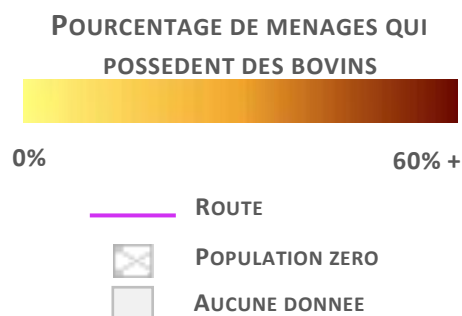 POURCENTAGE DE MENAGES QUI
POSSEDENT DES BOVINS
0% 60% +
ROUTE
POPULATION ZERO
AUCUNE DONNEE